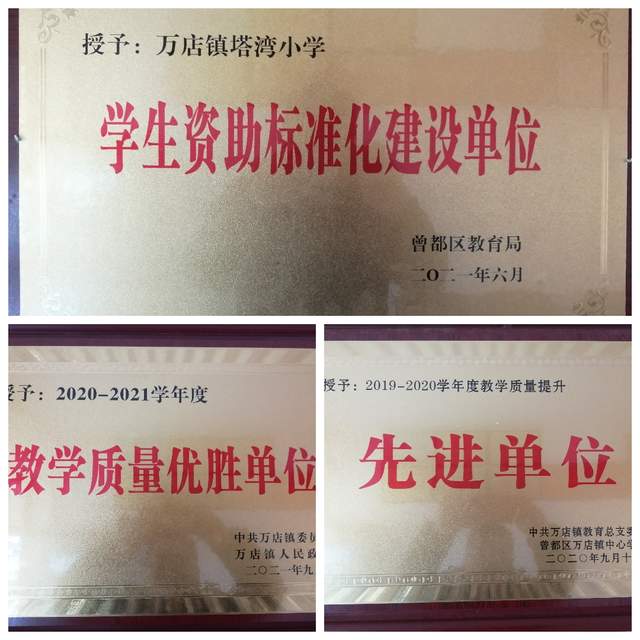 授予：万店镇塔湾小学
学生资助标准化建设单位
曾都区教育局
二〇二一年六月
授予：2020-2021学年度
教学质量优胜单位
中共万店镇委员
万店镇人民政
二〇二一年九
授予：2019-2020学年度教学质量提升
先进单位
中共万店镇教育总支委
曾都区万店镇中心学
二〇二〇年九月十